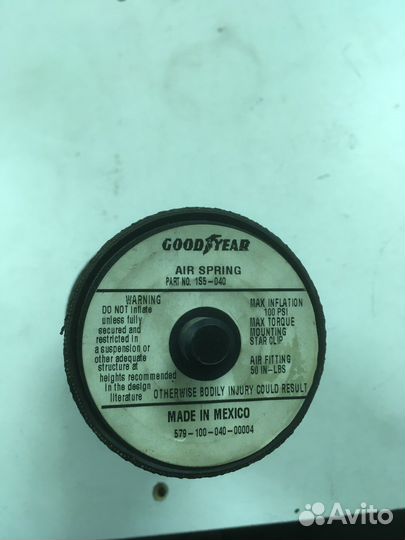 GOODYEAR
AIR SPRING
PART NO. 1S5-040
WARNING
DO NOT inflate
unless fully
secured and
restricted in
a suspension or
other adequate
structure at
heights recommended
in the design
literature
MAX INFLATION
100 PSI
MAX TORQUE
MOUNTING
STAR CLIP
AIR FITTING
50 IN-LBS
OTHERWISE BODILY INJURY COULD RESULT
MADE IN MEXICO
579-100-040-00004
Avito